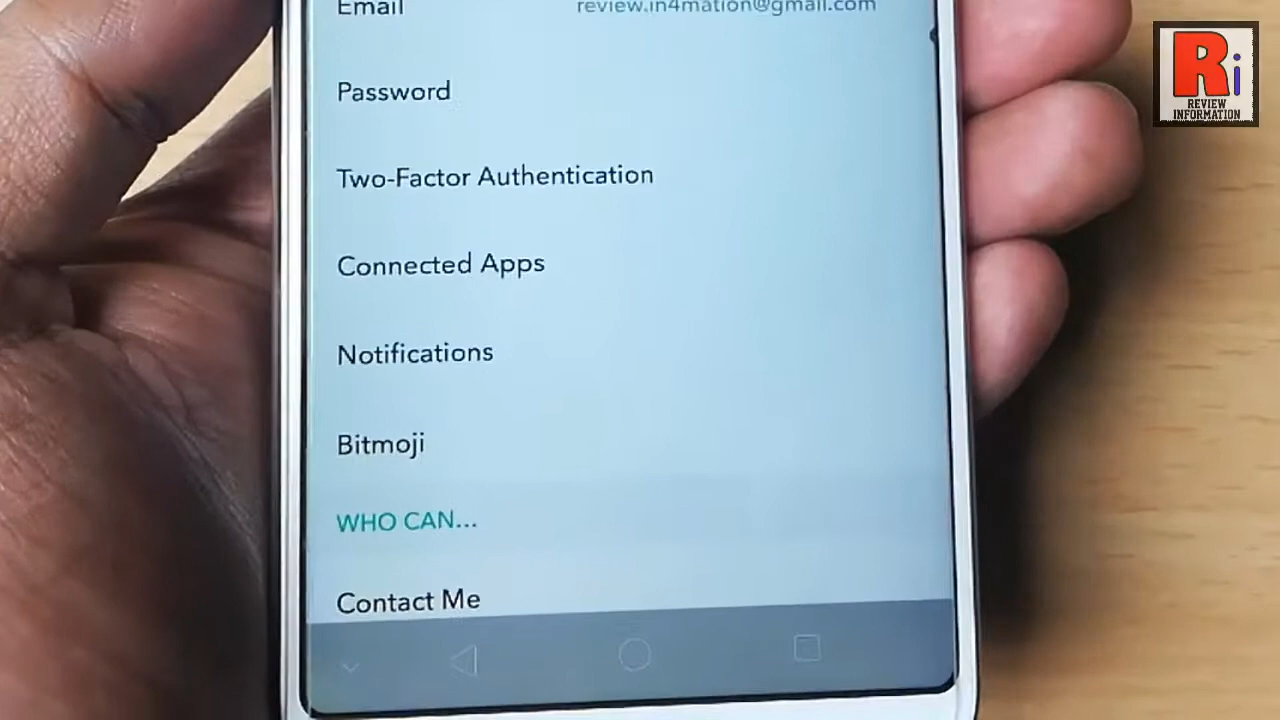 Email review.in4mation@gmail.com
Password
Two-Factor Authentication
Connected Apps
Notifications
Bitmoji
WHO CAN...
Contact Me
Ri
REVIEW
INFORMATION